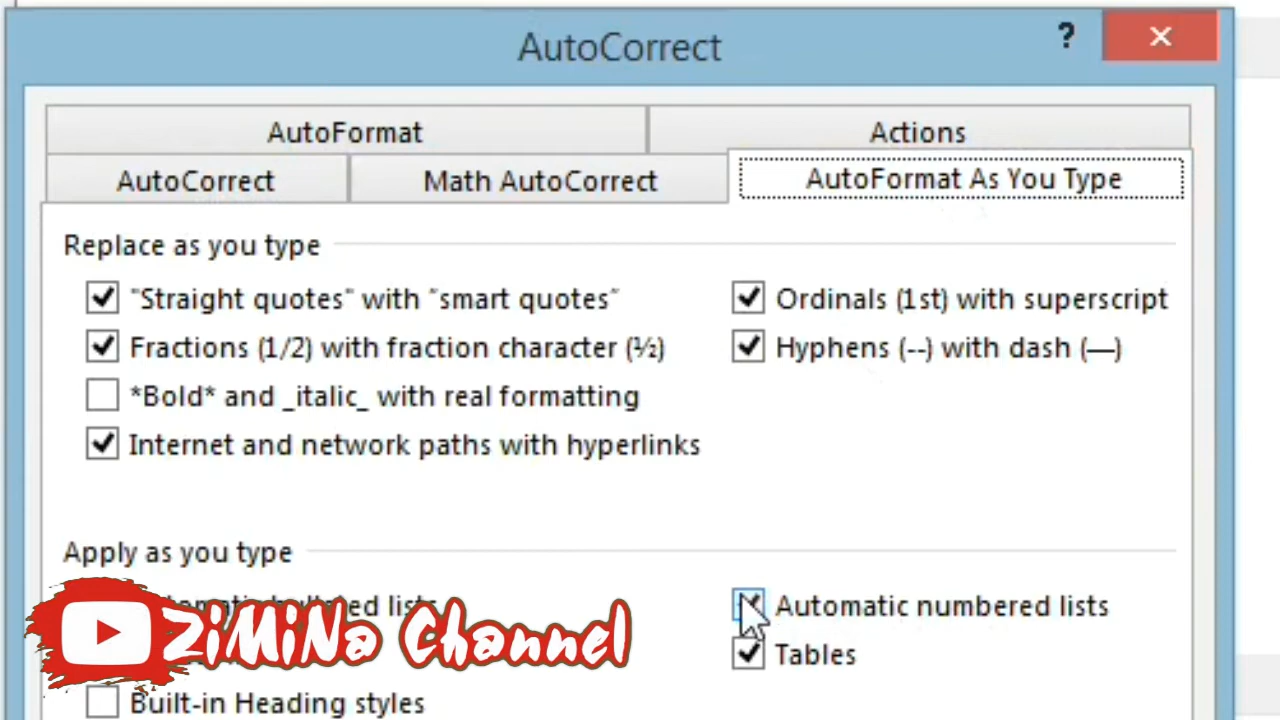 AutoCorrect
?
AutoFormat
Actions
AutoCorrect
Math AutoCorrect
AutoFormat As You Type
Replace as you type
"Straight quotes" with “smart quotes”
Ordinals (1st) with superscript
Fractions (1/2) with fraction character (½)
Hyphens (--) with dash (—)
*Bold* and _italic_ with real formatting
Internet and network paths with hyperlinks
Apply as you type
lists
Automatic numbered lists
ZiMiNa Channel
Tables
Built-in Heading styles